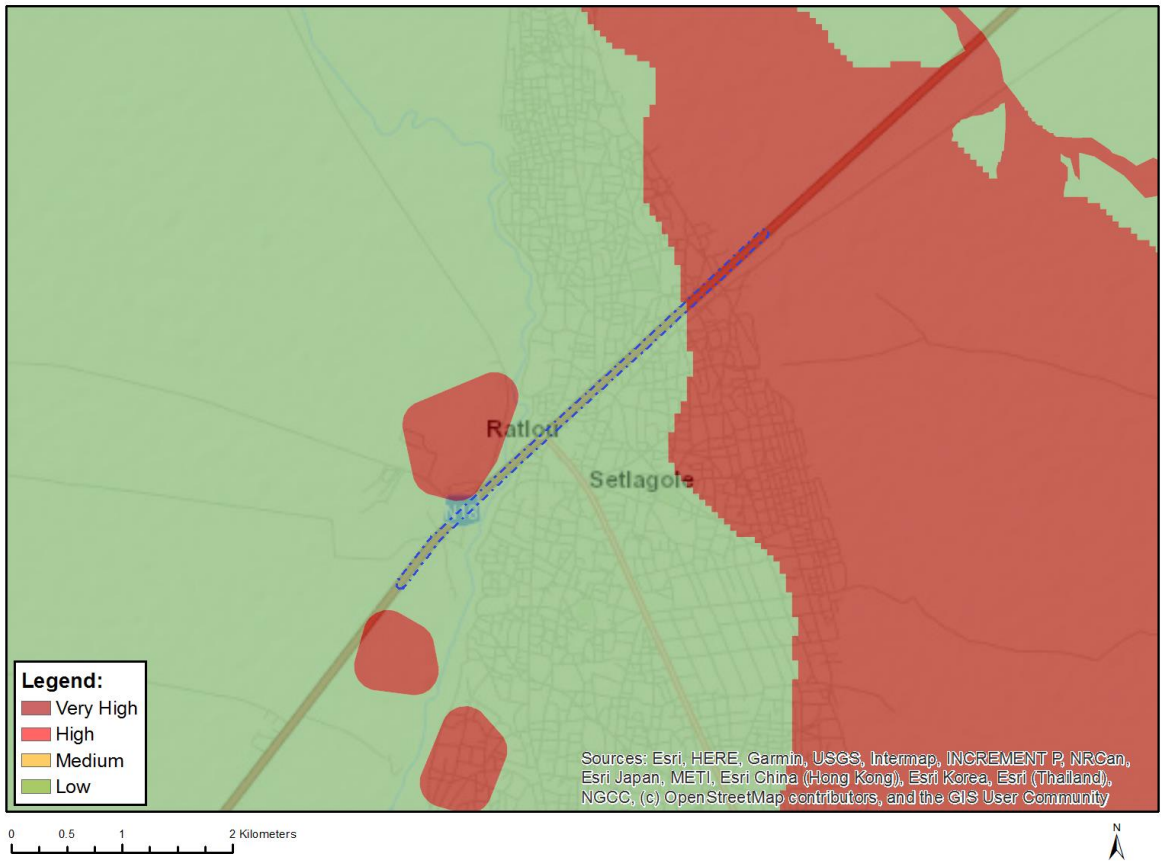 Ratlou
Setlagole
Legend:
Very High
High
Medium
Low
Sources: Esri, HERE, Garmin, USGS, Intermap, INCREMENT P, NRCan,
Esri Japan, METI, Esri China (Hong Kong), Esri Korea, Esri (Thailand),
NGCC, (c) OpenStreetMap contributors, and the GIS User Community
0 0.5 1 2 Kilometers
N